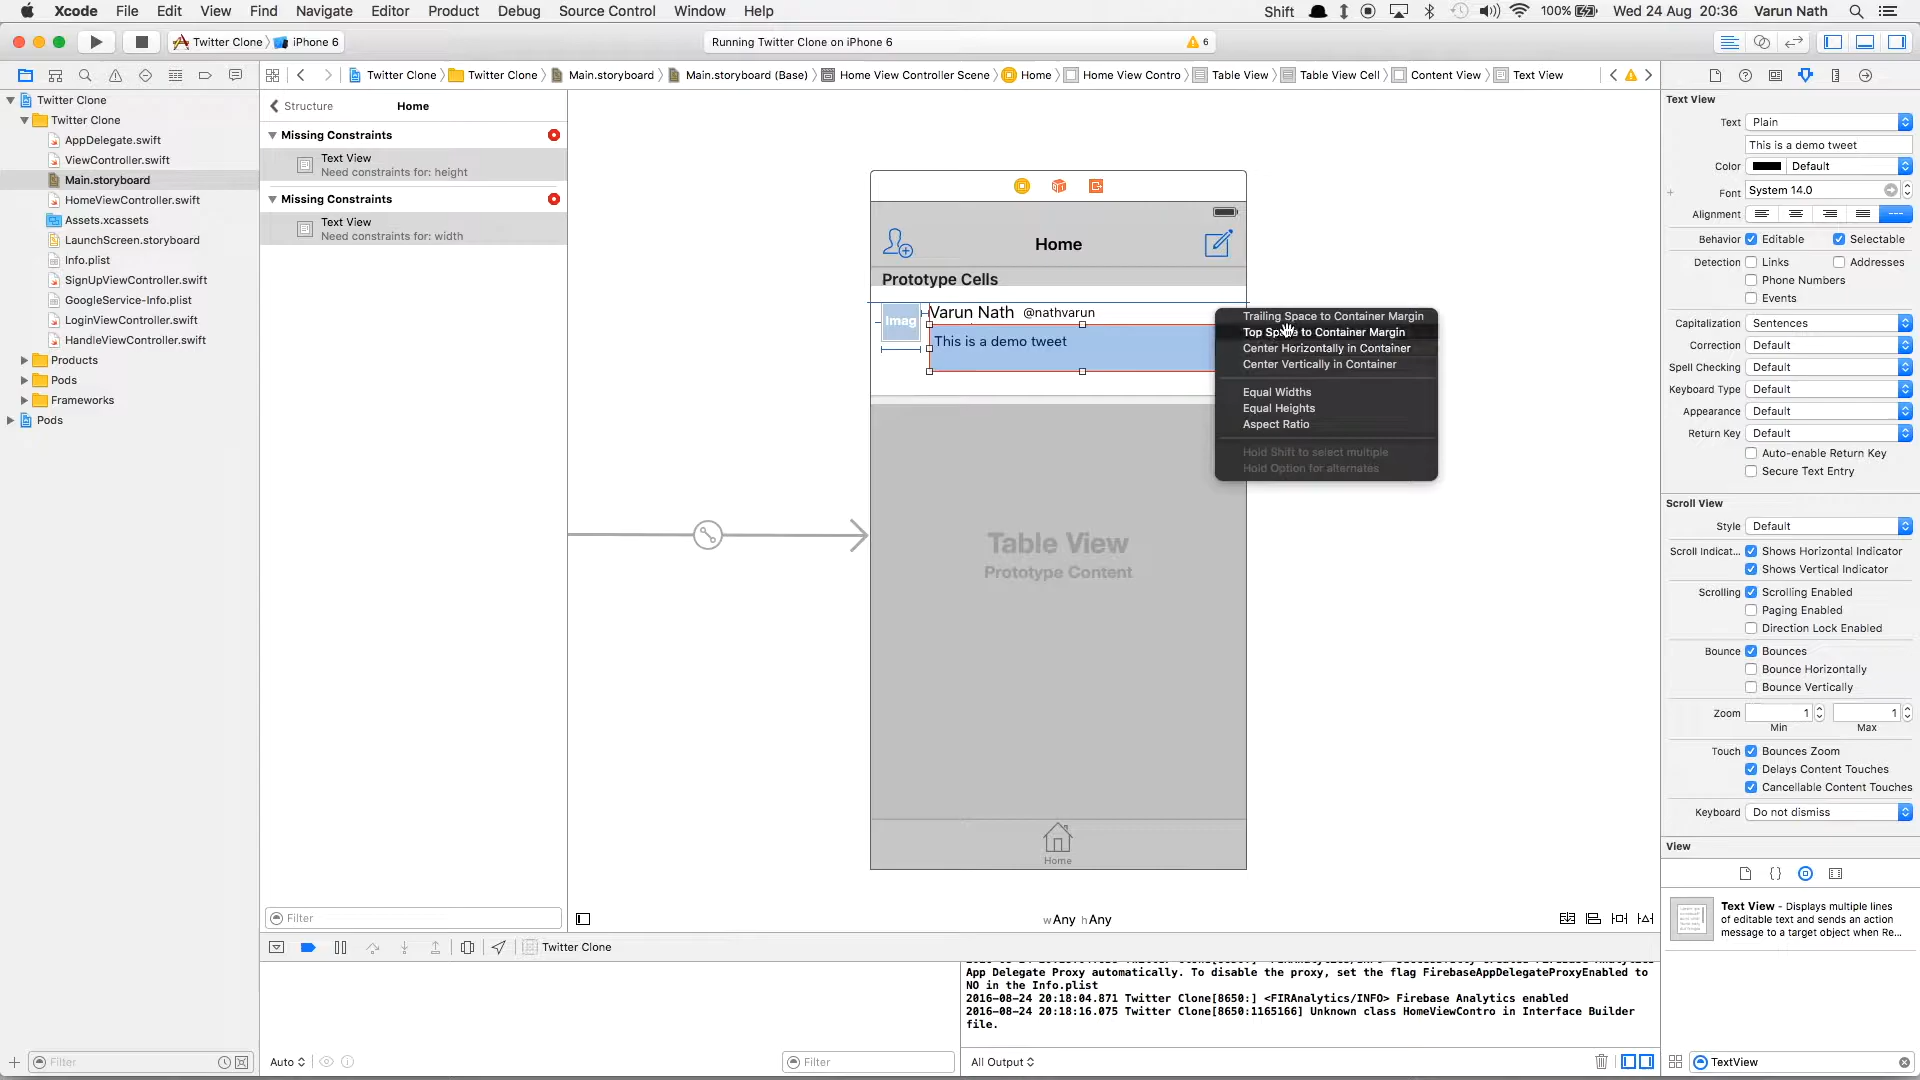 Xcode File Edit View Find Navigate Editor Product Debug Source Control Window Help Shift 100% Wed 24 Aug 20:36 Varun Nath
Twitter Clone iPhone 6 Running Twitter Clone on iPhone 6 6
Twitter Clone Twitter Clone Main.storyboard Main.storyboard (Base) Home View Controller Scene Home Home View Contro Table View Table View Cell Content View Text View
Twitter Clone
Twitter Clone
AppDelegate.swift
ViewController.swift
Main.storyboard
HomeViewController.swift
Assets.xcassets
LaunchScreen.storyboard
Info.plist
SignUpViewController.swift
GoogleService-Info.plist
LoginViewController.swift
HandleViewController.swift
Products
Pods
Frameworks
Pods
Filter
Structure Home
Missing Constraints
Text View
Need constraints for: height
Missing Constraints
Text View
Need constraints for: width
Filter
Home
Prototype Cells
Imag
Varun Nath @nathvarun
This is a demo tweet
Table View
Prototype Content
Home
Trailing Space to Container Margin
Top Space to Container Margin
Center Horizontally in Container
Center Vertically in Container
Equal Widths
Equal Heights
Aspect Ratio
Hold Shift to select multiple
Hold Option for alternates
w Any h Any
Twitter Clone
App Delegate Proxy automatically. To disable the proxy, set the flag FirebaseAppDelegateProxyEnabled to
NO in the Info.plist
2016-08-24 20:18:04.871 Twitter Clone[8650:] <FIRAnalytics/INFO> Firebase Analytics enabled
2016-08-24 20:18:16.075 Twitter Clone[8650:1165166] Unknown class HomeViewContro in Interface Builder
file.
Auto
Filter
All Output
Text View
Text Plain
This is a demo tweet
Color Default
Font System 14.0
Alignment
Behavior Editable Selectable
Detection Links Addresses
Phone Numbers
Events
Capitalization Sentences
Correction Default
Spell Checking Default
Keyboard Type Default
Appearance Default
Return Key Default
Auto-enable Return Key
Secure Text Entry
Scroll View
Style Default
Scroll Indicat... Shows Horizontal Indicator
Shows Vertical Indicator
Scrolling Scrolling Enabled
Paging Enabled
Direction Lock Enabled
Bounce Bounces
Bounce Horizontally
Bounce Vertically
Zoom 1 1
Min Max
Touch Bounces Zoom
Delays Content Touches
Cancellable Content Touches
Keyboard Do not dismiss
View
Text View - Displays multiple lines
of editable text and sends an action
message to a target object when Re...
TextView